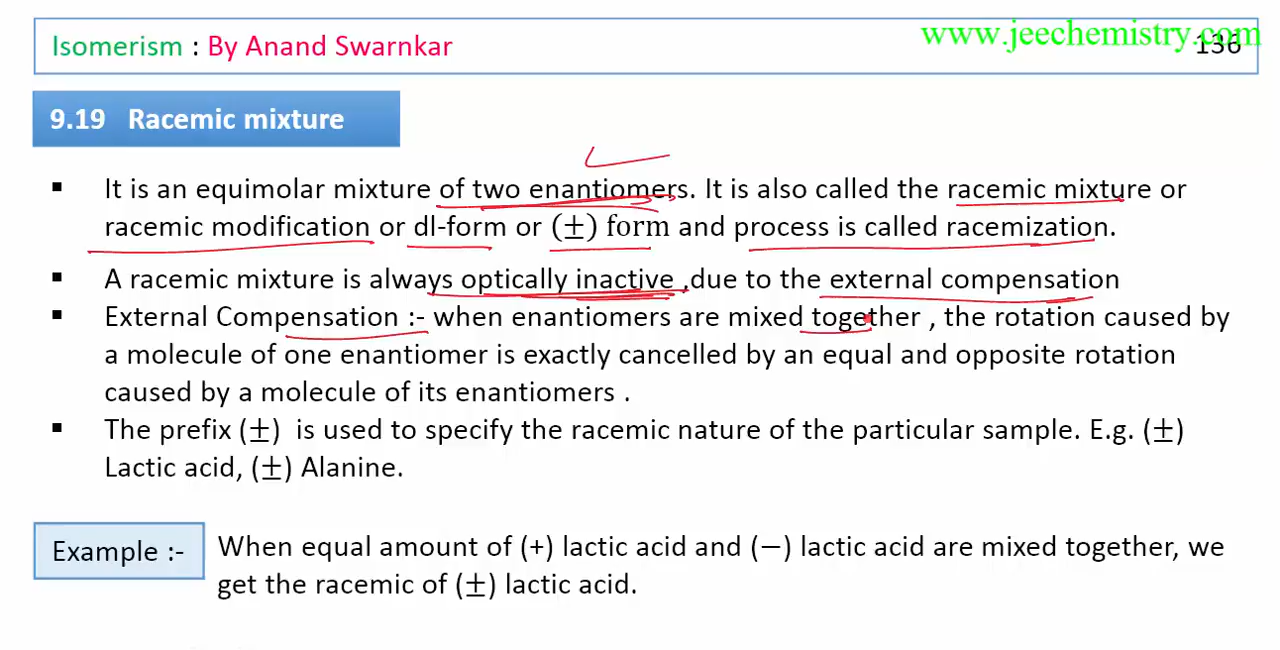 Isomerism : By Anand Swarnkar
www.jeechemistry.com
136
9.19 Racemic mixture
▪ It is an equimolar mixture of two enantiomers. It is also called the racemic mixture or
racemic modification or dl-form or (±) form and process is called racemization.
▪ A racemic mixture is always optically inactive ,due to the external compensation
▪ External Compensation :- when enantiomers are mixed together , the rotation caused by
a molecule of one enantiomer is exactly cancelled by an equal and opposite rotation
caused by a molecule of its enantiomers .
▪ The prefix (±) is used to specify the racemic nature of the particular sample. E.g. (±)
Lactic acid, (±) Alanine.
Example :-
When equal amount of (+) lactic acid and (−) lactic acid are mixed together, we
get the racemic of (±) lactic acid.